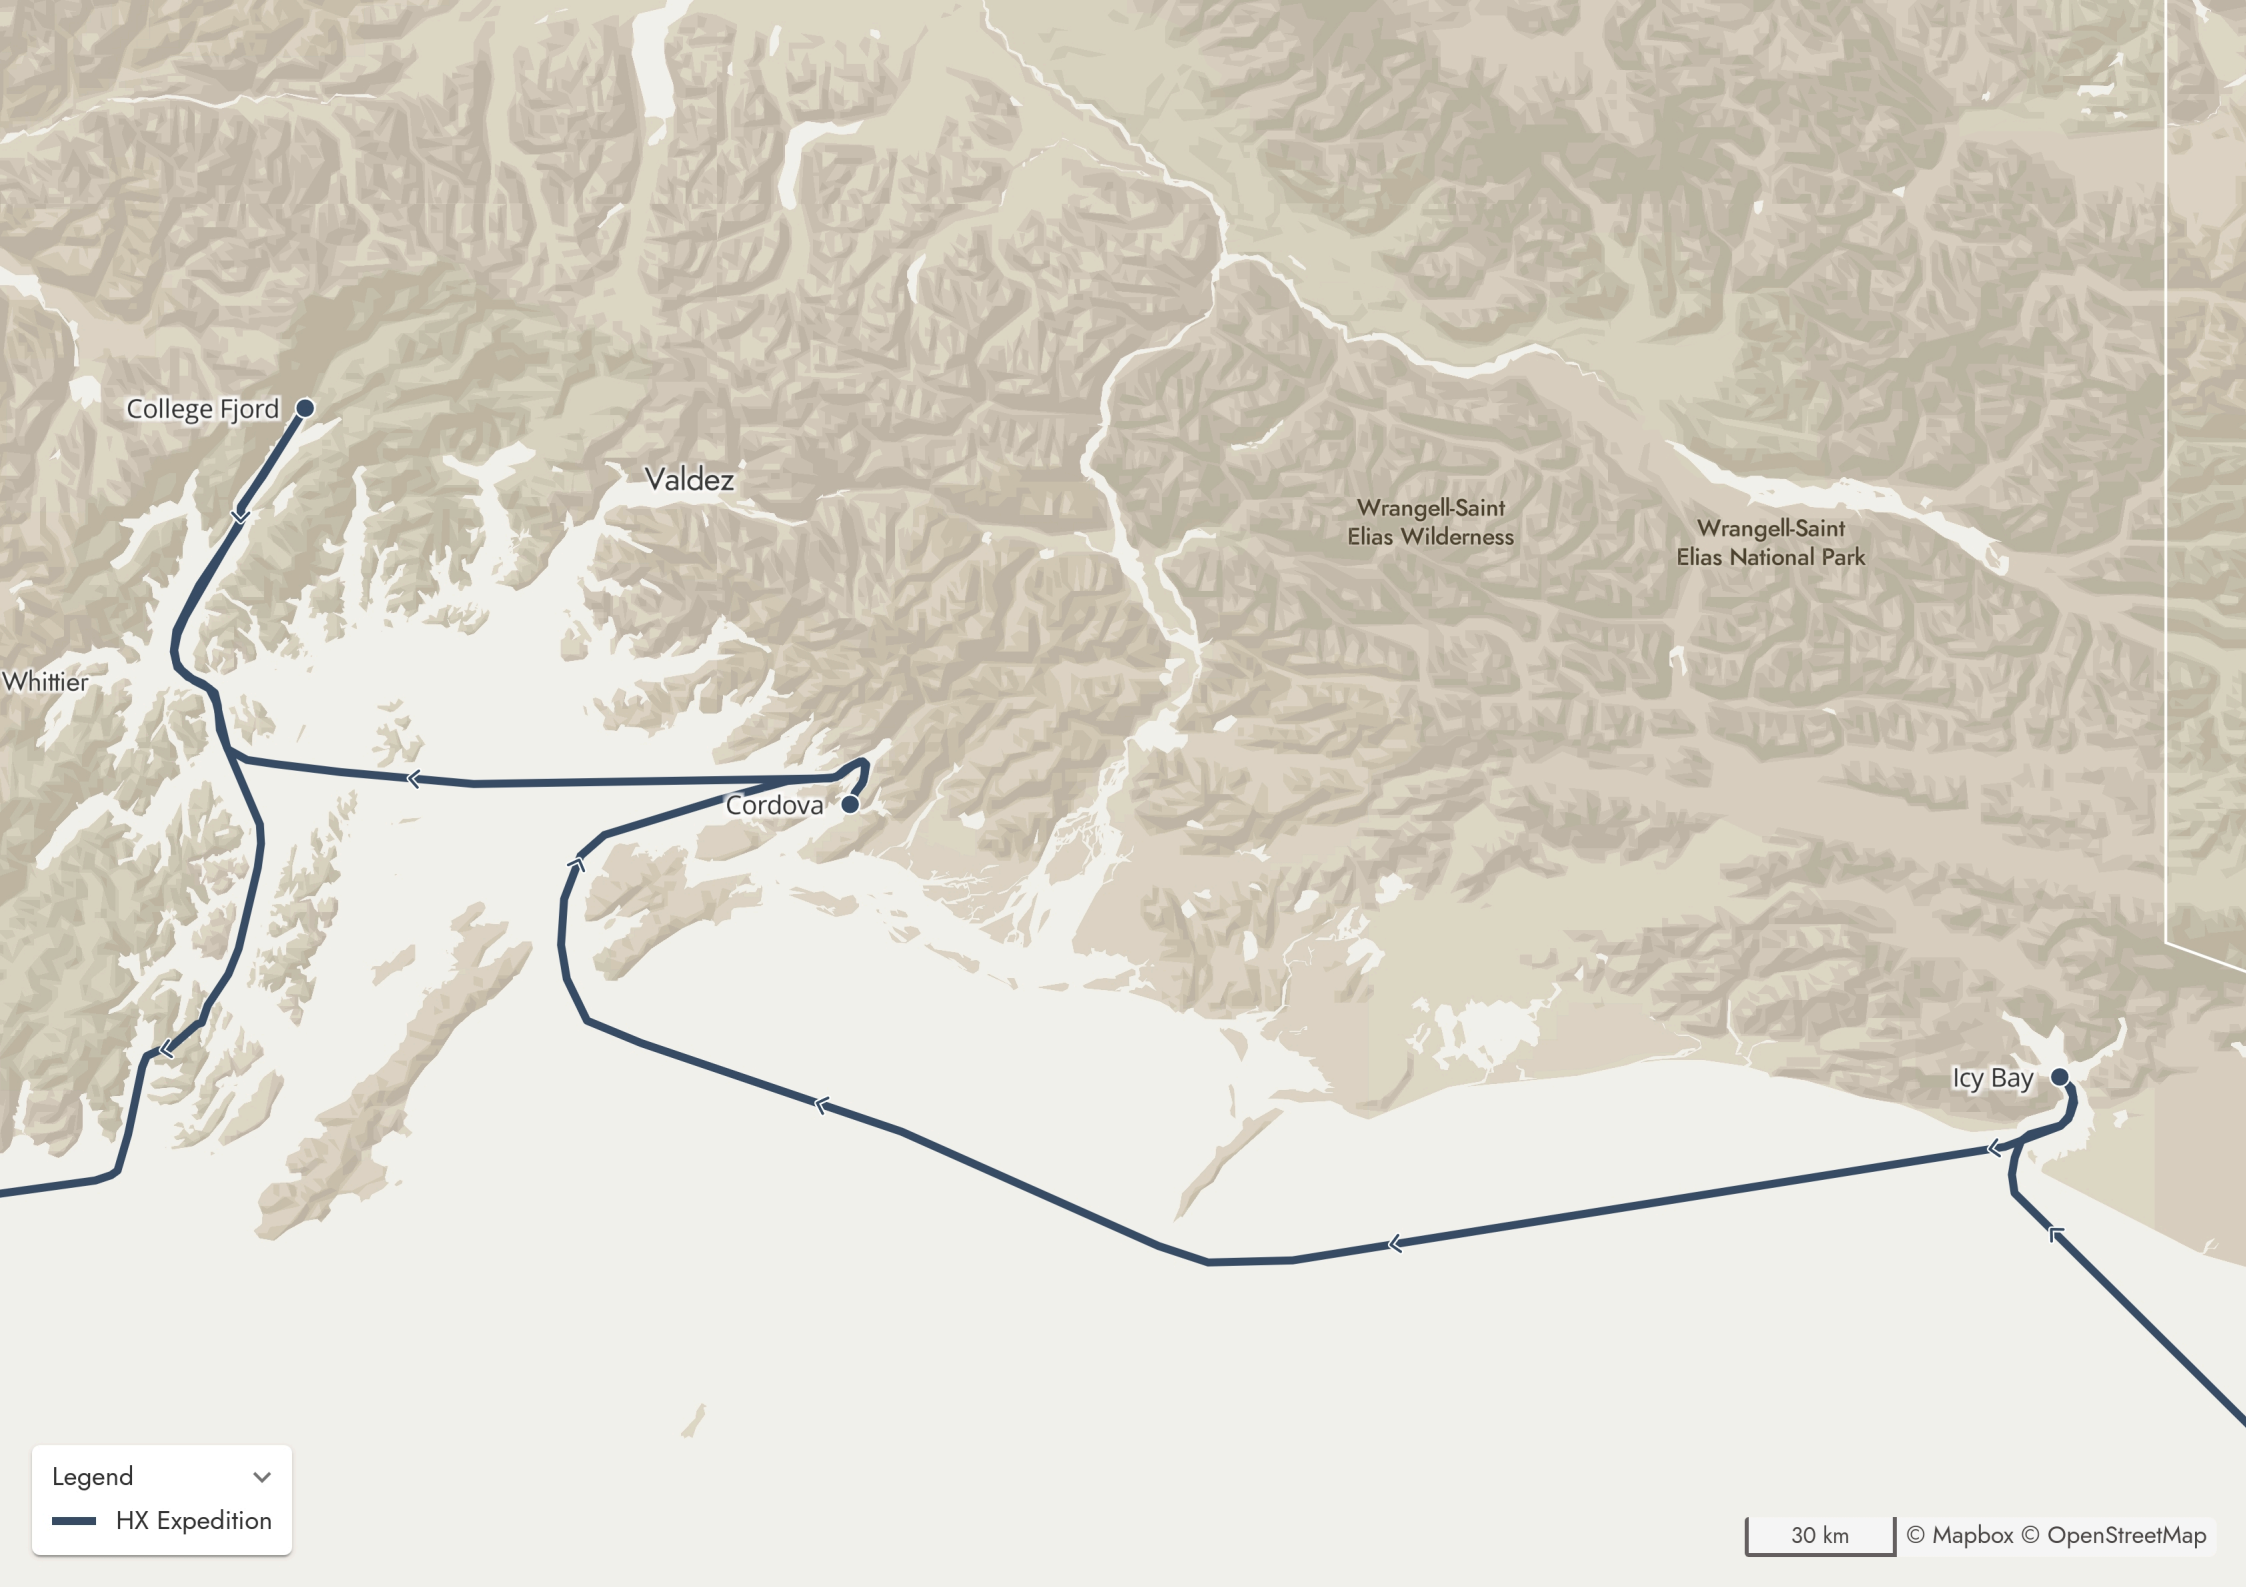 College Fjord
Valdez
Wrangell-Saint
Elias Wilderness
Wrangell-Saint
Elias National Park
Whittier
Cordova
Icy Bay
Legend
HX Expedition
30 km
© Mapbox © OpenStreetMap